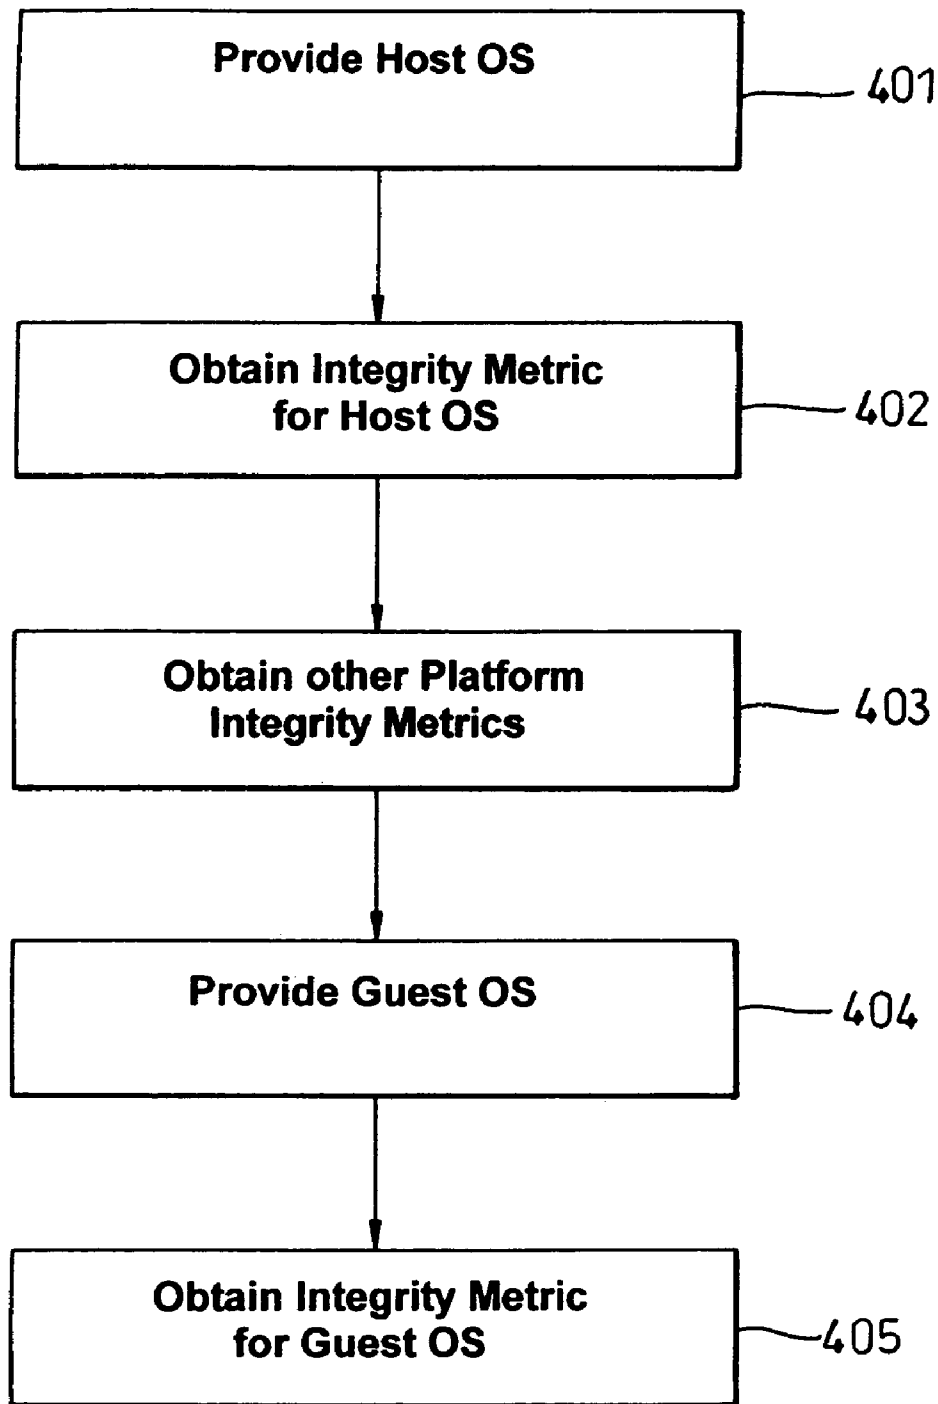 Provide Host OS
401
Obtain Integrity Metric
for Host OS
402
Obtain other Platform
Integrity Metrics
403
Provide Guest OS
404
Obtain Integrity Metric
for Guest OS
405